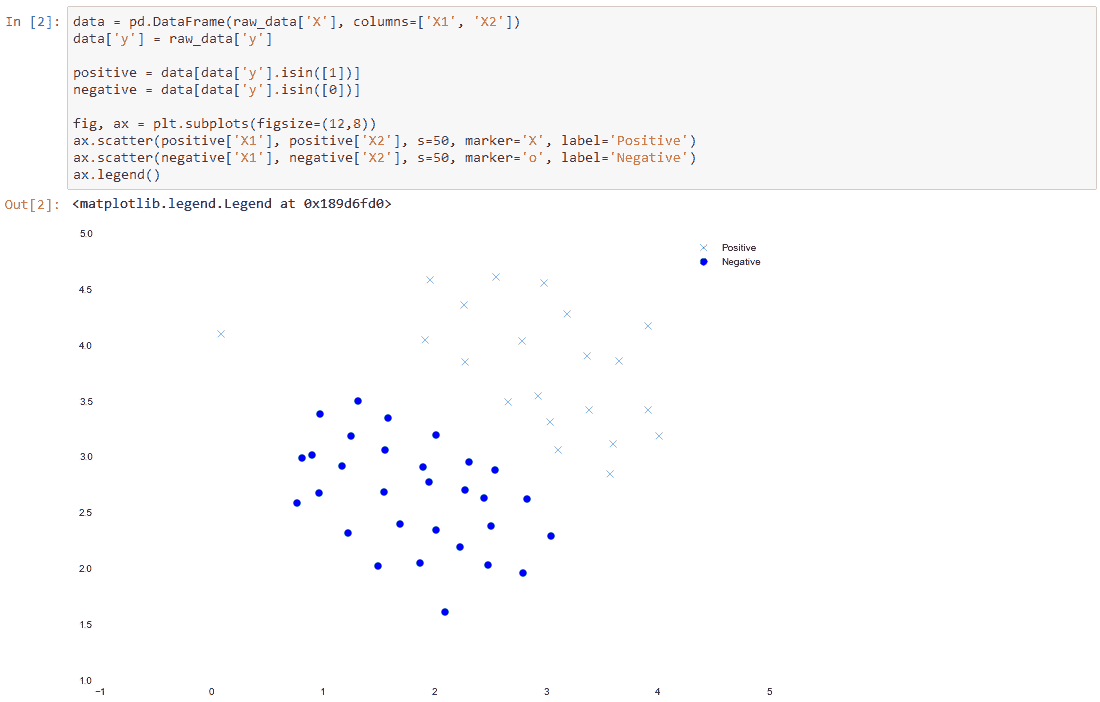 In [2]: data = pd.DataFrame(raw_data['X'], columns=['X1', 'X2'])
data['y'] = raw_data['y']
positive = data[data['y'].isin([1])]
negative = data[data['y'].isin([0])]
fig, ax = plt.subplots(figsize=(12,8))
ax.scatter(positive['X1'], positive['X2'], s=50, marker='X', label='Positive')
ax.scatter(negative['X1'], negative['X2'], s=50, marker='o', label='Negative')
ax.legend()
Out[2]: <matplotlib.legend.Legend at 0x189d6fd0>
5.0
Positive
Negative
4.5
4.0
3.5
3.0
2.5
2.0
1.5
1.0
−1 0 1 2 3 4 5